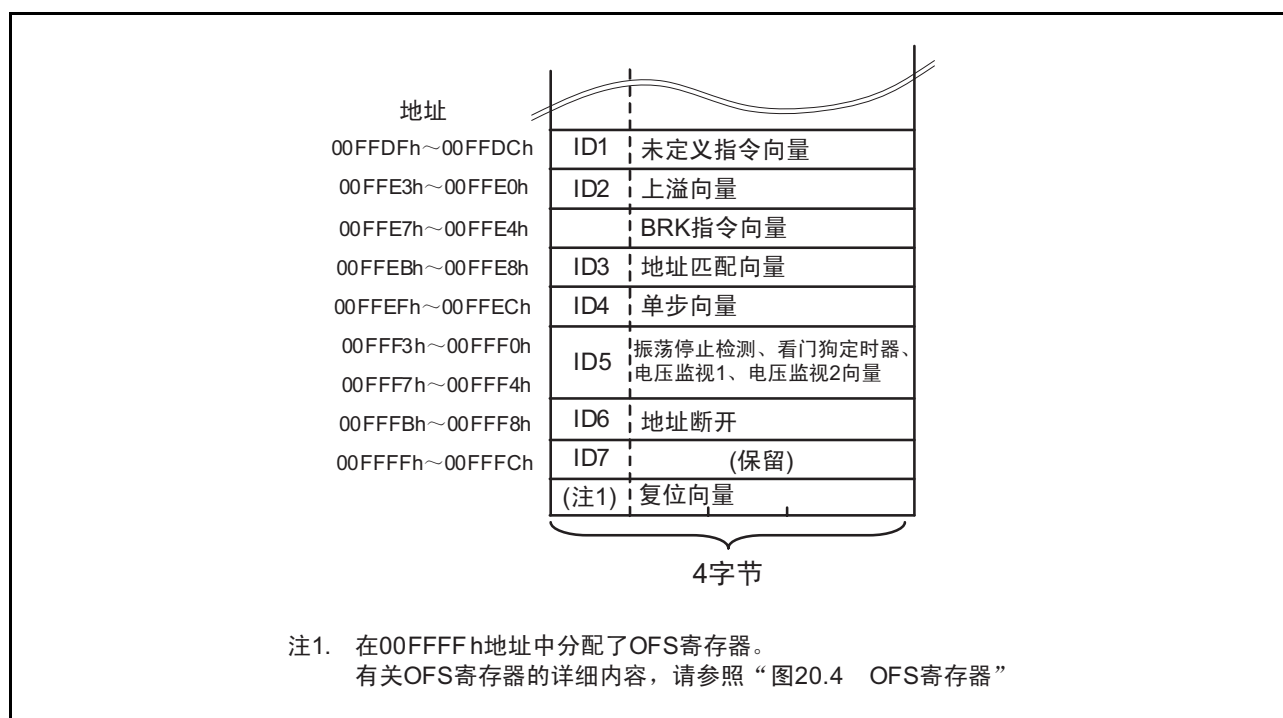 地址
00FFDFh～00FFDCh ID1 未定义指令向量
00FFE3h～00FFE0h ID2 上溢向量
00FFE7h～00FFE4h BRK指令向量
00FFEBh～00FFE8h ID3 地址匹配向量
00FFEFh～00FFECh ID4 单步向量
00FFF3h～00FFF0h ID5 振荡停止检测、看门狗定时器、
00FFF7h～00FFF4h 电压监视1、电压监视2向量
00FFFBh～00FFF8h ID6 地址断开
00FFFFh～00FFFCh ID7 (保留)
(注1) 复位向量
4字节
注1. 在00FFFFh地址中分配了OFS寄存器。
有关OFS寄存器的详细内容，请参照“图20.4 OFS寄存器”